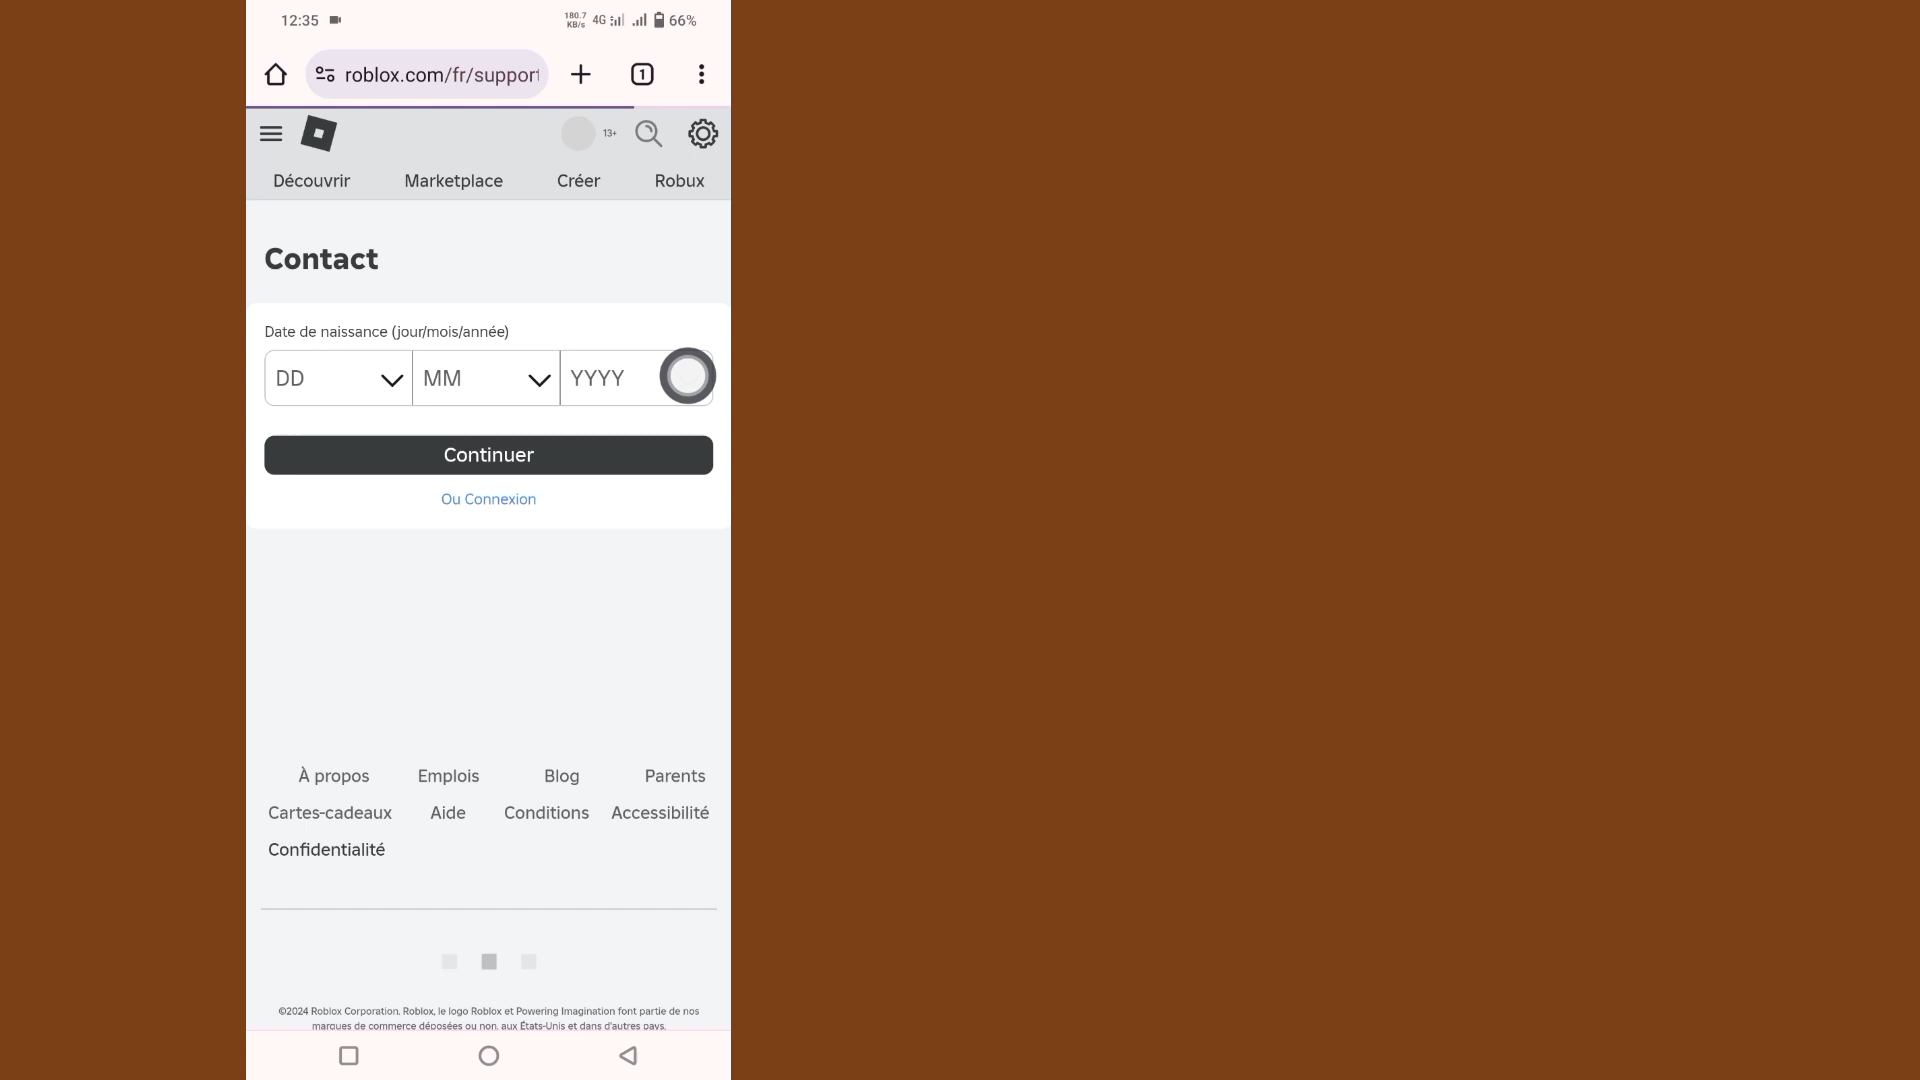 12:35
180.7
KB/s
4G
66%
roblox.com/fr/support
1
13+
Découvrir
Marketplace
Créer
Robux
Contact
Date de naissance (jour/mois/année)
DD
MM
YYYY
Continuer
Ou Connexion
À propos
Emplois
Blog
Parents
Cartes-cadeaux
Aide
Conditions
Accessibilité
Confidentialité
©2024 Roblox Corporation. Roblox, le logo Roblox et Powering Imagination font partie de nos
marques de commerce déposées ou non, aux États-Unis et dans d'autres pays.